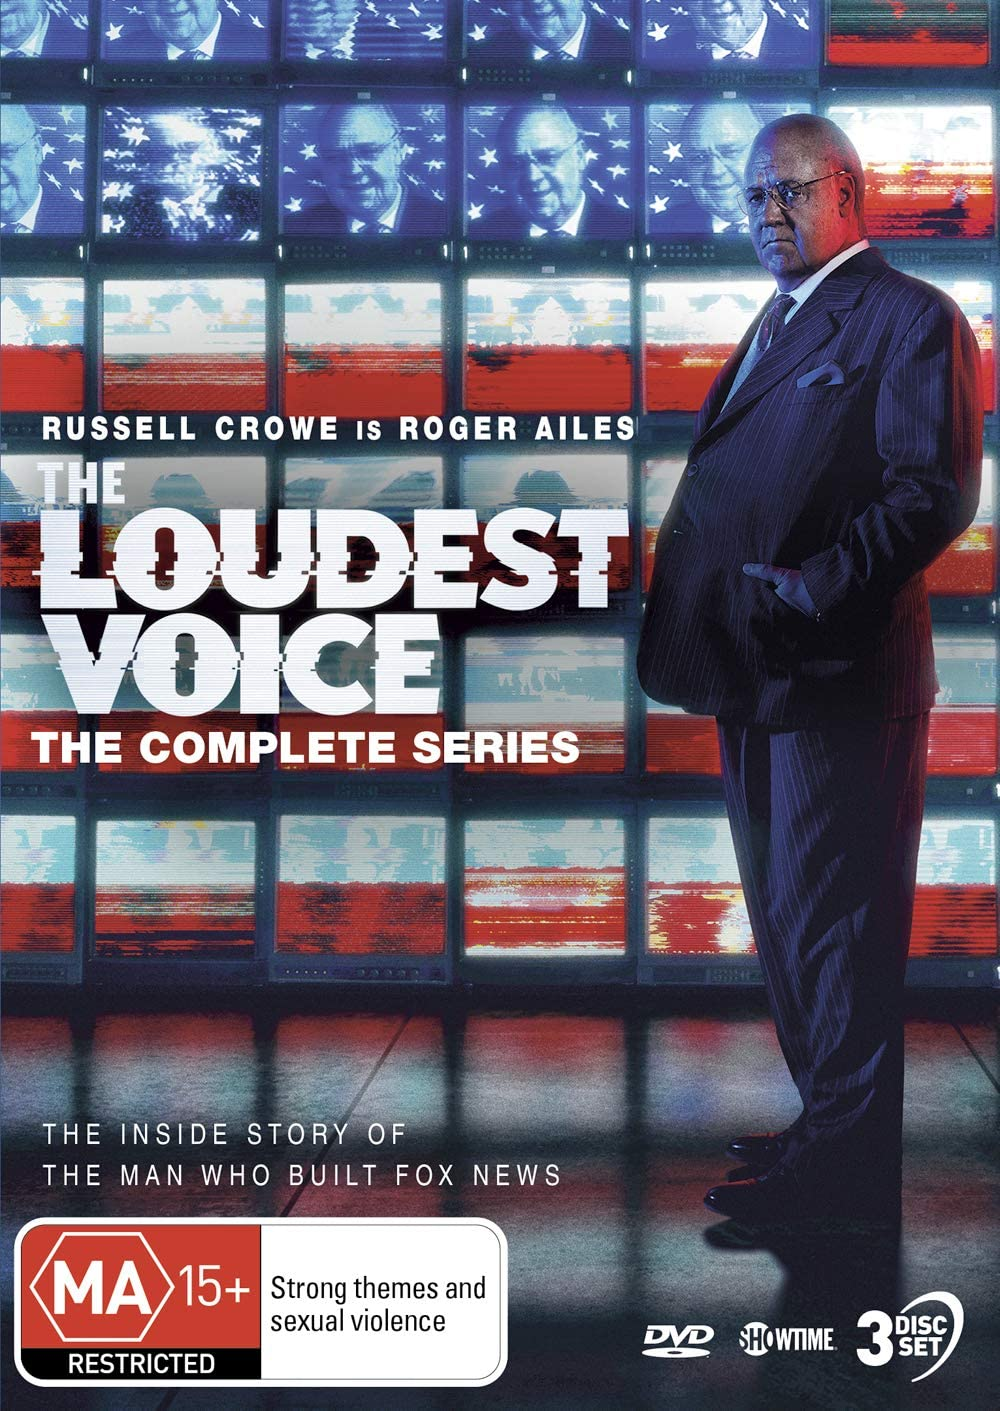 RUSSELL CROWE IS ROGER AILES
THE
LOUDEST
VOICE
THE COMPLETE SERIES
THE INSIDE STORY OF
THE MAN WHO BUILT FOX NEWS
MA 15+
RESTRICTED
Strong themes and
sexual violence
DVD
SHOWTIME
3 DISC
SET